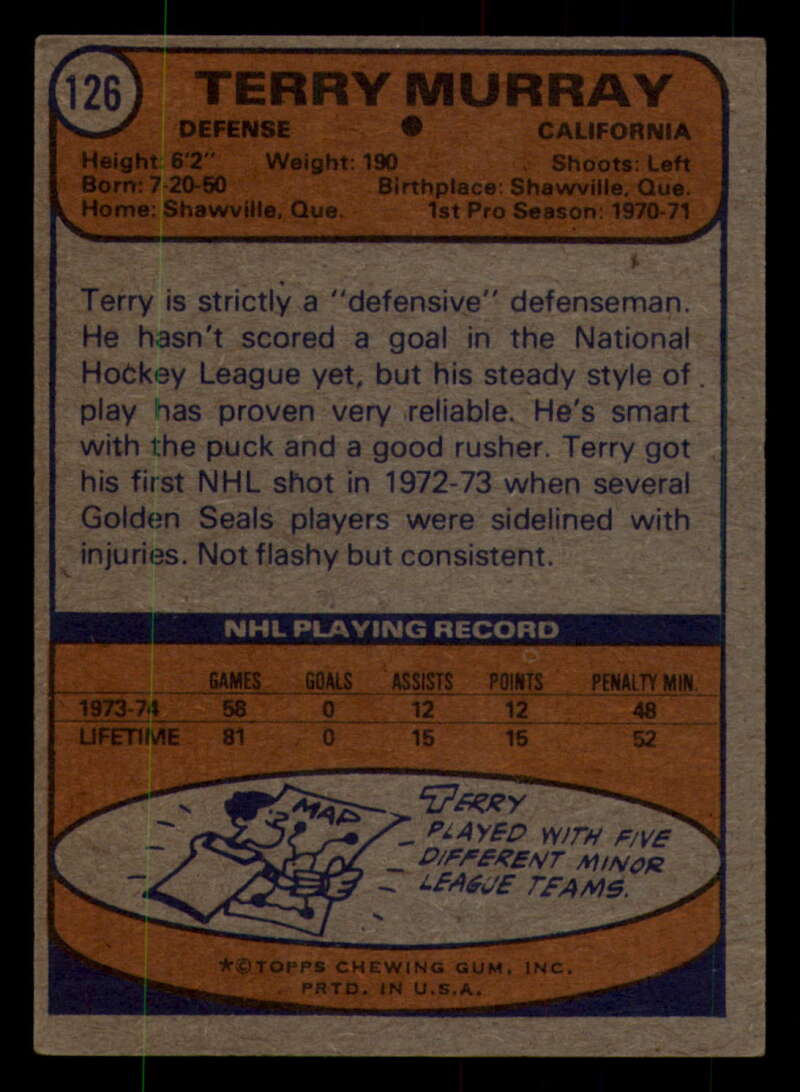 126
TERRY MURRAY
DEFENSE ● CALIFORNIA
Height: 6'2" Weight: 190 Shoots: Left
Born: 7-20-50 Birthplace: Shawville, Que.
Home: Shawville, Que. 1st Pro Season: 1970-71
Terry is strictly a "defensive" defenseman.
He hasn't scored a goal in the National
Hockey League yet, but his steady style of
play has proven very reliable. He's smart
with the puck and a good rusher. Terry got
his first NHL shot in 1972-73 when several
Golden Seals players were sidelined with
injuries. Not flashy but consistent.
NHL PLAYING RECORD
GAMES GOALS ASSISTS POINTS PENALTY MIN.
1973-74 58 0 12 12 48
LIFETIME 81 0 15 15 52
MAP
TERRY
PLAYED WITH FIVE
DIFFERENT MINOR
LEAGUE TEAMS.
*©TOPPS CHEWING GUM, INC.
PRTD. IN U.S.A.